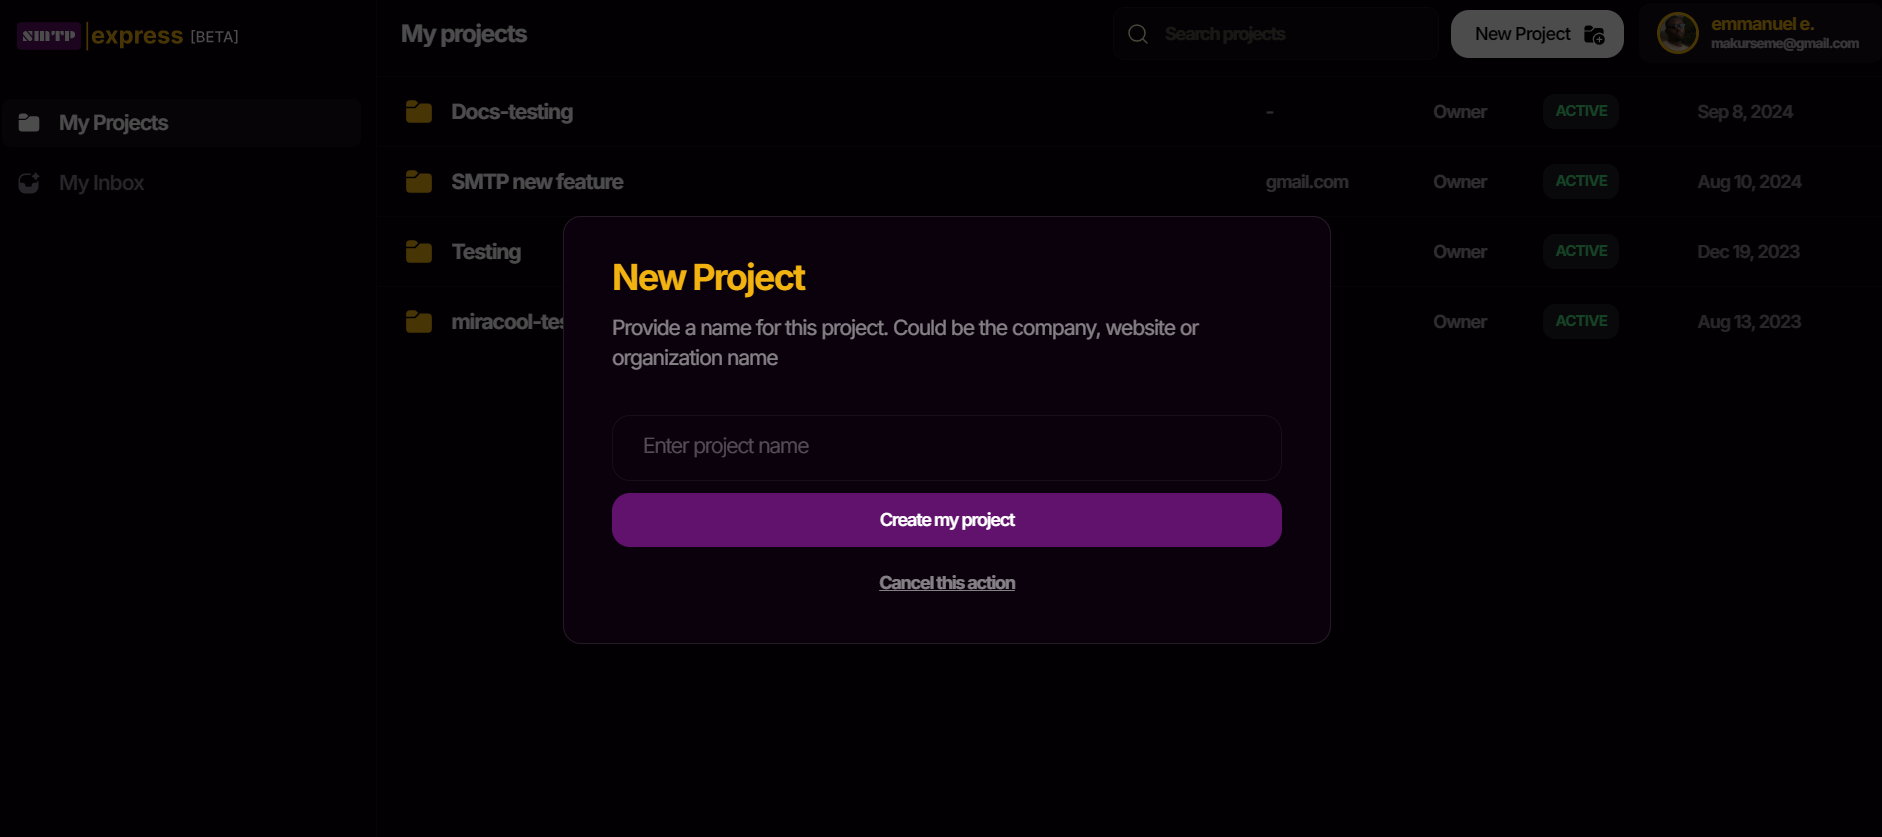 SMTP express [BETA]
My projects
Search projects
New Project
emmanuel e.
makurseme@gmail.com
My Projects
My Inbox
Docs-testing - Owner ACTIVE Sep 8, 2024
SMTP new feature gmail.com Owner ACTIVE Aug 10, 2024
Testing Owner ACTIVE Dec 19, 2023
miracool-tes Owner ACTIVE Aug 13, 2023
New Project
Provide a name for this project. Could be the company, website or
organization name
Enter project name
Create my project
Cancel this action